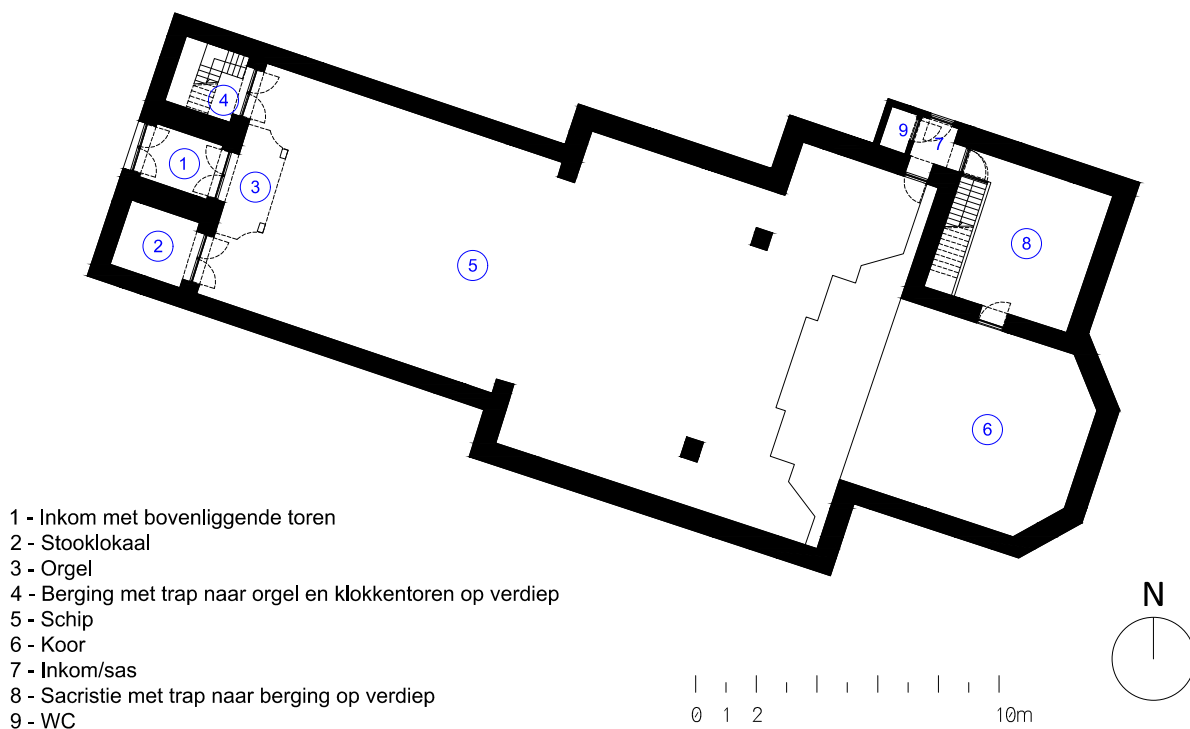 4
9
7
1
3
8
2
5
6
1 - Inkom met bovenliggende toren
2 - Stooklokaal
3 - Orgel
4 - Berging met trap naar orgel en klokkentoren op verdiep
5 - Schip
6 - Koor
7 - Inkom/sas
8 - Sacristie met trap naar berging op verdiep
9 - WC
N
0 1 2 10m